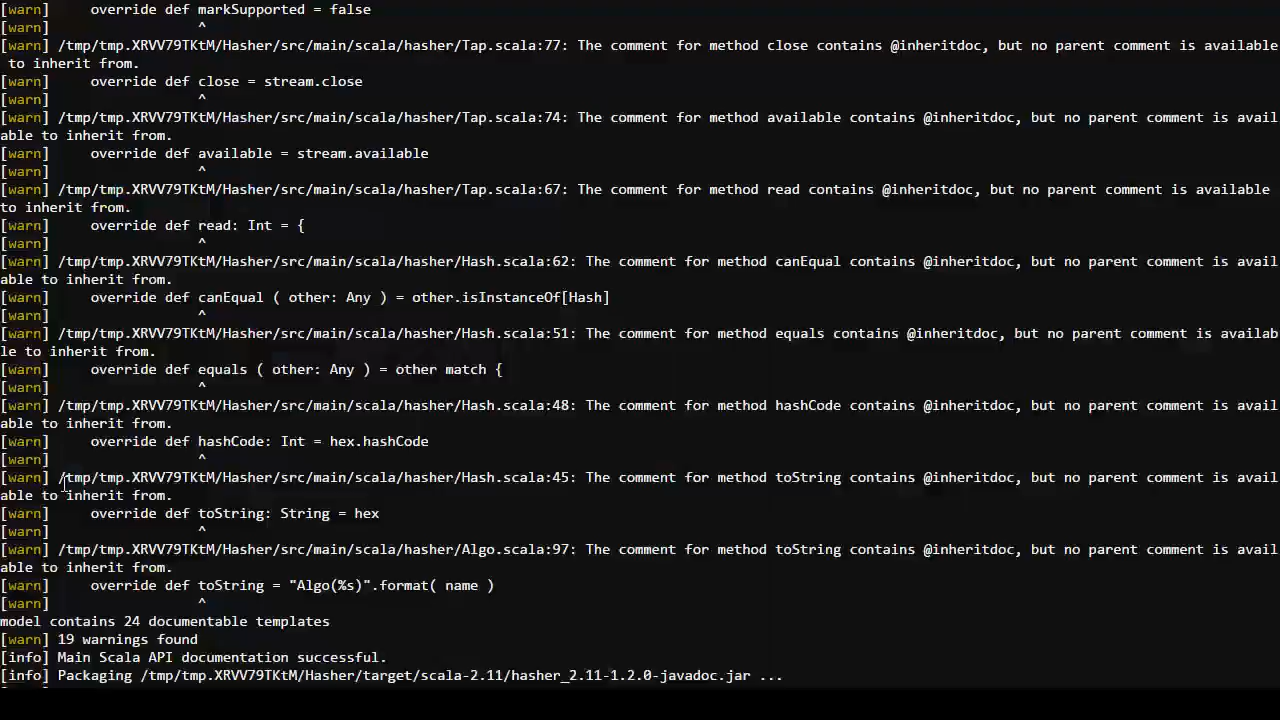 [warn]     override def markSupported = false
[warn]                  ^
[warn] /tmp/tmp.XRVV79TKtM/Hasher/src/main/scala/hasher/Tap.scala:77: The comment for method close contains @inheritdoc, but no parent comment is available
 to inherit from.
[warn]     override def close = stream.close
[warn]                  ^
[warn] /tmp/tmp.XRVV79TKtM/Hasher/src/main/scala/hasher/Tap.scala:74: The comment for method available contains @inheritdoc, but no parent comment is avail
able to inherit from.
[warn]     override def available = stream.available
[warn]                  ^
[warn] /tmp/tmp.XRVV79TKtM/Hasher/src/main/scala/hasher/Tap.scala:67: The comment for method read contains @inheritdoc, but no parent comment is available
to inherit from.
[warn]     override def read: Int = {
[warn]                  ^
[warn] /tmp/tmp.XRVV79TKtM/Hasher/src/main/scala/hasher/Hash.scala:62: The comment for method canEqual contains @inheritdoc, but no parent comment is avail
able to inherit from.
[warn]     override def canEqual ( other: Any ) = other.isInstanceOf[Hash]
[warn]                  ^
[warn] /tmp/tmp.XRVV79TKtM/Hasher/src/main/scala/hasher/Hash.scala:51: The comment for method equals contains @inheritdoc, but no parent comment is availab
le to inherit from.
[warn]     override def equals ( other: Any ) = other match {
[warn]                  ^
[warn] /tmp/tmp.XRVV79TKtM/Hasher/src/main/scala/hasher/Hash.scala:48: The comment for method hashCode contains @inheritdoc, but no parent comment is avail
able to inherit from.
[warn]     override def hashCode: Int = hex.hashCode
[warn]                  ^
[warn] /tmp/tmp.XRVV79TKtM/Hasher/src/main/scala/hasher/Hash.scala:45: The comment for method toString contains @inheritdoc, but no parent comment is avail
able to inherit from.
[warn]     override def toString: String = hex
[warn]                  ^
[warn] /tmp/tmp.XRVV79TKtM/Hasher/src/main/scala/hasher/Algo.scala:97: The comment for method toString contains @inheritdoc, but no parent comment is avail
able to inherit from.
[warn]     override def toString = "Algo(%s)".format( name )
[warn]                  ^
model contains 24 documentable templates
[warn] 19 warnings found
[info] Main Scala API documentation successful.
[info] Packaging /tmp/tmp.XRVV79TKtM/Hasher/target/scala-2.11/hasher_2.11-1.2.0-javadoc.jar ...